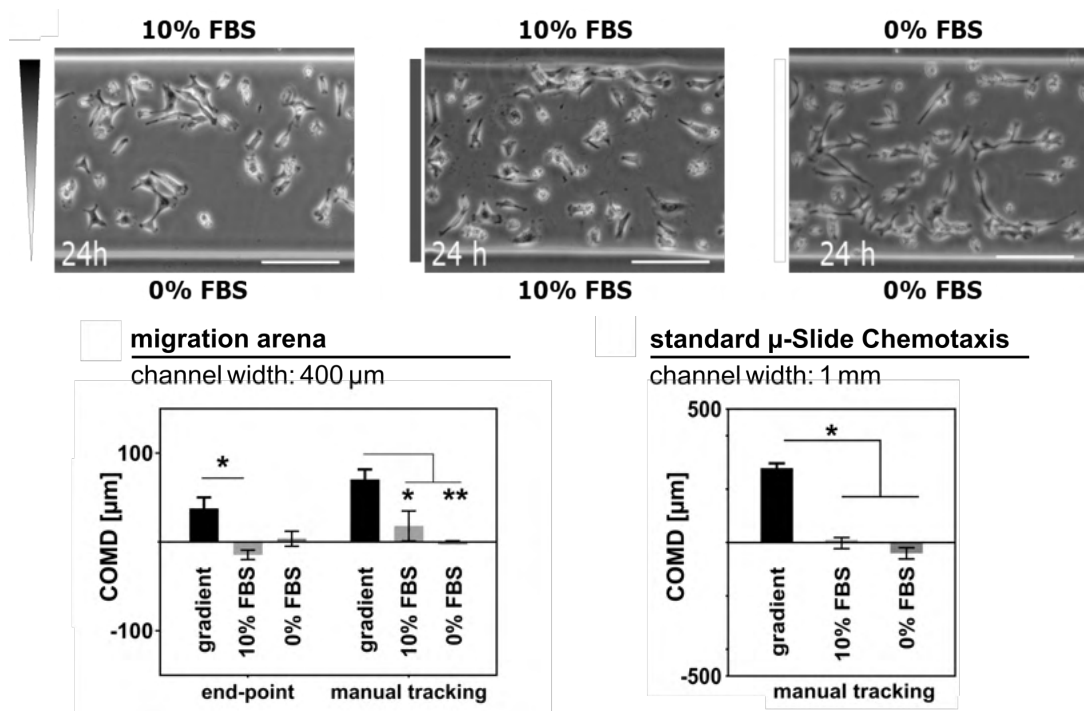 10% FBS
10% FBS
0% FBS
24h
24 h
24 h
0% FBS
10% FBS
0% FBS
migration arena
channel width: 400 µm
100
-100
COMD [µm]
*
*
**
gradient
10% FBS
0% FBS
gradient
10% FBS
0% FBS
end-point
manual tracking
standard µ-Slide Chemotaxis
channel width: 1 mm
500
-500
COMD [µm]
*
gradient
10% FBS
0% FBS
manual tracking